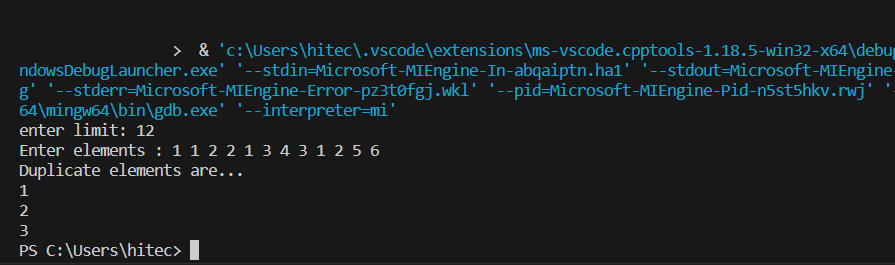 > & 'c:\Users\hitec\.vscode\extensions\ms-vscode.cpptools-1.18.5-win32-x64\debug
ndowsDebugLauncher.exe' '--stdin=Microsoft-MIEngine-In-abqaiptn.ha1' '--stdout=Microsoft-MIEngine-
g' '--stderr=Microsoft-MIEngine-Error-pz3t0fgj.wkl' '--pid=Microsoft-MIEngine-Pid-n5st5hkv.rwj' '
64\mingw64\bin\gdb.exe' '--interpreter=mi'
enter limit: 12
Enter elements : 1 1 2 2 1 3 4 3 1 2 5 6
Duplicate elements are...
1
2
3
PS C:\Users\hitec>